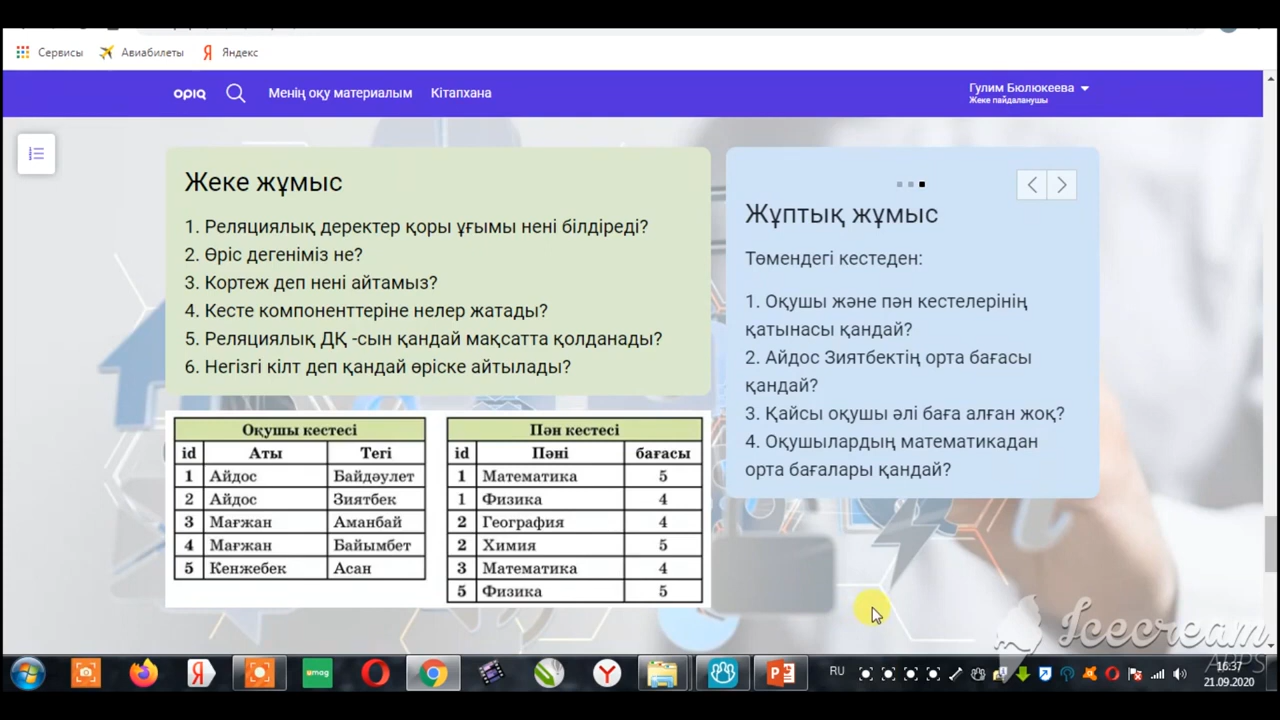 Сервисы Авиабилеты Яндекс
opiq Менің оқу материалым Кітапхана
Гулим Бюлюкеева
Жеке пайдаланушы
Жеке жұмыс
1. Реляциялық деректер қоры ұғымы нені білдіреді?
2. Өріс дегеніміз не?
3. Кортеж деп нені айтамыз?
4. Кесте компоненттеріне нелер жатады?
5. Реляциялық ДҚ -сын қандай мақсатта қолданады?
6. Негізгі кілт деп қандай өріске айтылады?
Жұптық жұмыс
Төмендегі кестеден:
1. Оқушы және пән кестелерінің
қатынасы қандай?
2. Айдос Зиятбектің орта бағасы
қандай?
3. Қайсы оқушы әлі баға алған жоқ?
4. Оқушылардың математикадан
орта бағалары қандай?
Оқушы кестесі
id Аты Тегі
1 Айдос Байдәулет
2 Айдос Зиятбек
3 Мағжан Аманбай
4 Мағжан Байымбет
5 Кенжебек Асан
Пән кестесі
id Пәні бағасы
1 Математика 5
1 Физика 4
2 География 4
2 Химия 5
3 Математика 4
5 Физика 5
Icecream
APPS
umag
RU
16:37
21.09.2020